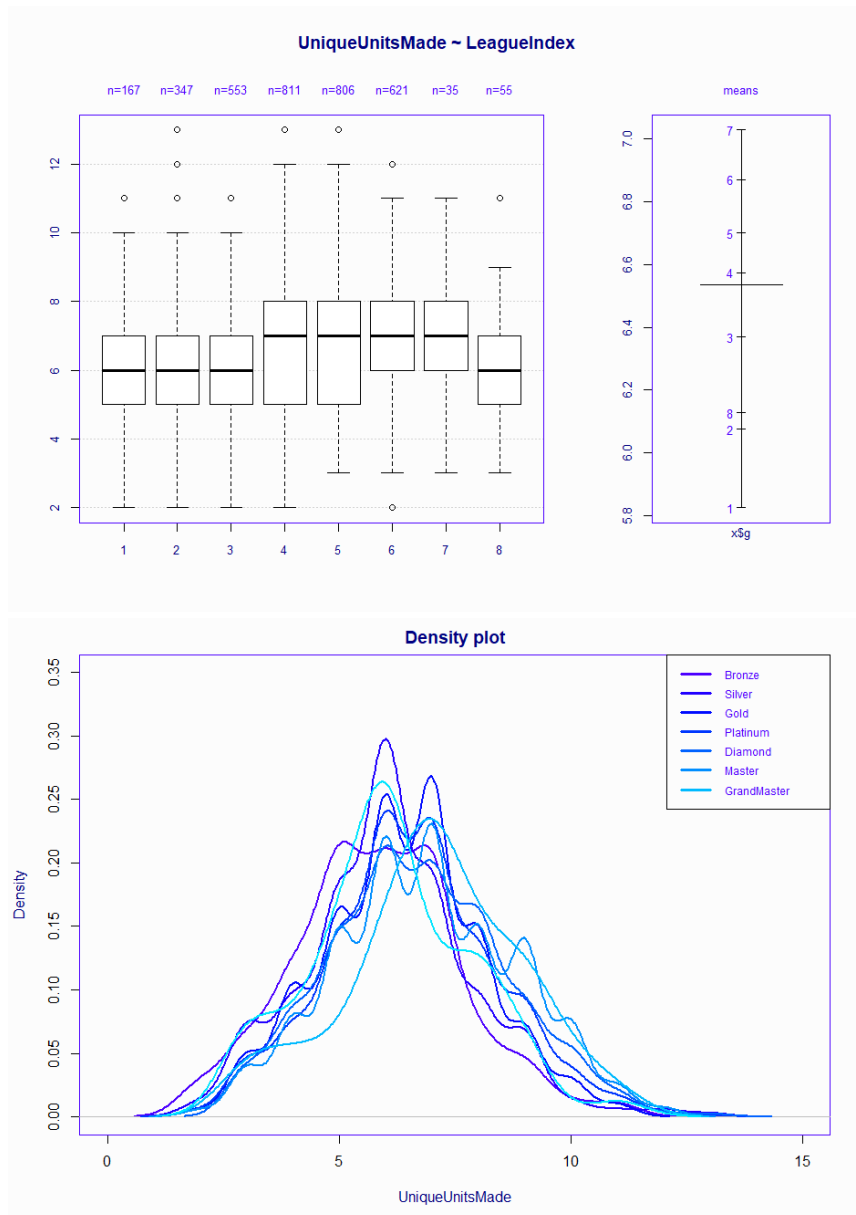 UniqueUnitsMade ~ LeagueIndex
n=167 n=347 n=553 n=811 n=806 n=621 n=35 n=55
means
12
10
8
6
4
2
1 2 3 4 5 6 7 8
7.0
6.8
6.6
6.4
6.2
6.0
5.8
7
6
5
4
3
8
2
1
x$g
Density plot
0.35
0.30
0.25
0.20
0.15
0.10
0.05
0.00
Density
Bronze
Silver
Gold
Platinum
Diamond
Master
GrandMaster
0 5 10 15
UniqueUnitsMade